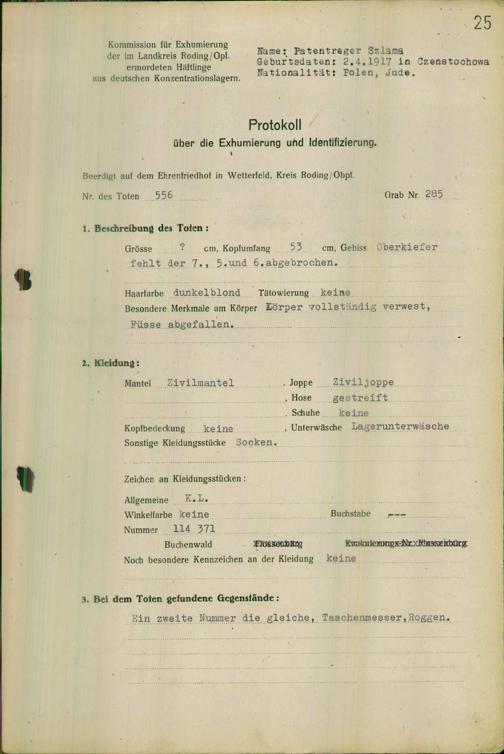 25
Kommission für Exhumierung
der im Landkreis Roding/Opf.
ermordeten Häftlinge
aus deutschen Konzentrationslagern.
Name: Patentreger Szlama
Geburtsdaten: 2.4.1917 in Czenstochowa
Nationalität: Polen, Jude.
Protokoll
über die Exhumierung und Identifizierung.
Beerdigt auf dem Ehrenfriedhof in Wetterfeld, Kreis Roding/Obpf.
Nr. des Toten 556 Grab Nr. 285
1. Beschreibung des Toten:
Grösse ? cm, Kopfumfang 53 cm, Gebiss Oberkiefer
fehlt der 7., 5.und 6.abgebrochen.
Haarfarbe dunkelblond Tätowierung keine
Besondere Merkmale am Körper Körper vollständig verwest,
Füsse abgefallen.
2. Kleidung:
Mantel Zivilmantel , Joppe Ziviljoppe
, Hose gestreift
, Schuhe keine
Kopfbedeckung keine , Unterwäsche Lagerunterwäsche
Sonstige Kleidungsstücke Socken.
Zeichen an Kleidungsstücken:
Allgemeine K.L.
Winkelfarbe keine Buchstabe ---
Nummer 114 371
Buchenwald Flossenbürg Evakuierungs-Nr. Flossenbürg
Noch besondere Kennzeichen an der Kleidung keine
3. Bei dem Toten gefundene Gegenstände:
Ein zweite Nummer die gleiche, Taschenmesser,Roggen.